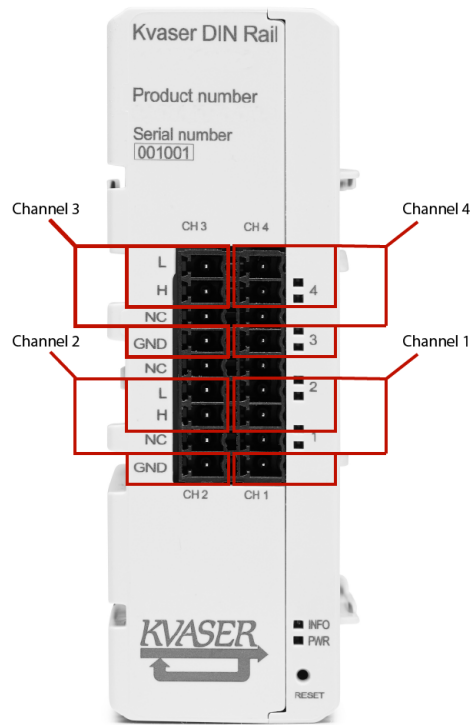 Kvaser DIN Rail
Product number
Serial number
001001
Channel 3
Channel 4
CH 3
CH 4
L
H
4
NC
GND
3
Channel 2
Channel 1
NC
L
2
H
NC
1
GND
CH 2
CH 1
KVASER
INFO
PWR
RESET